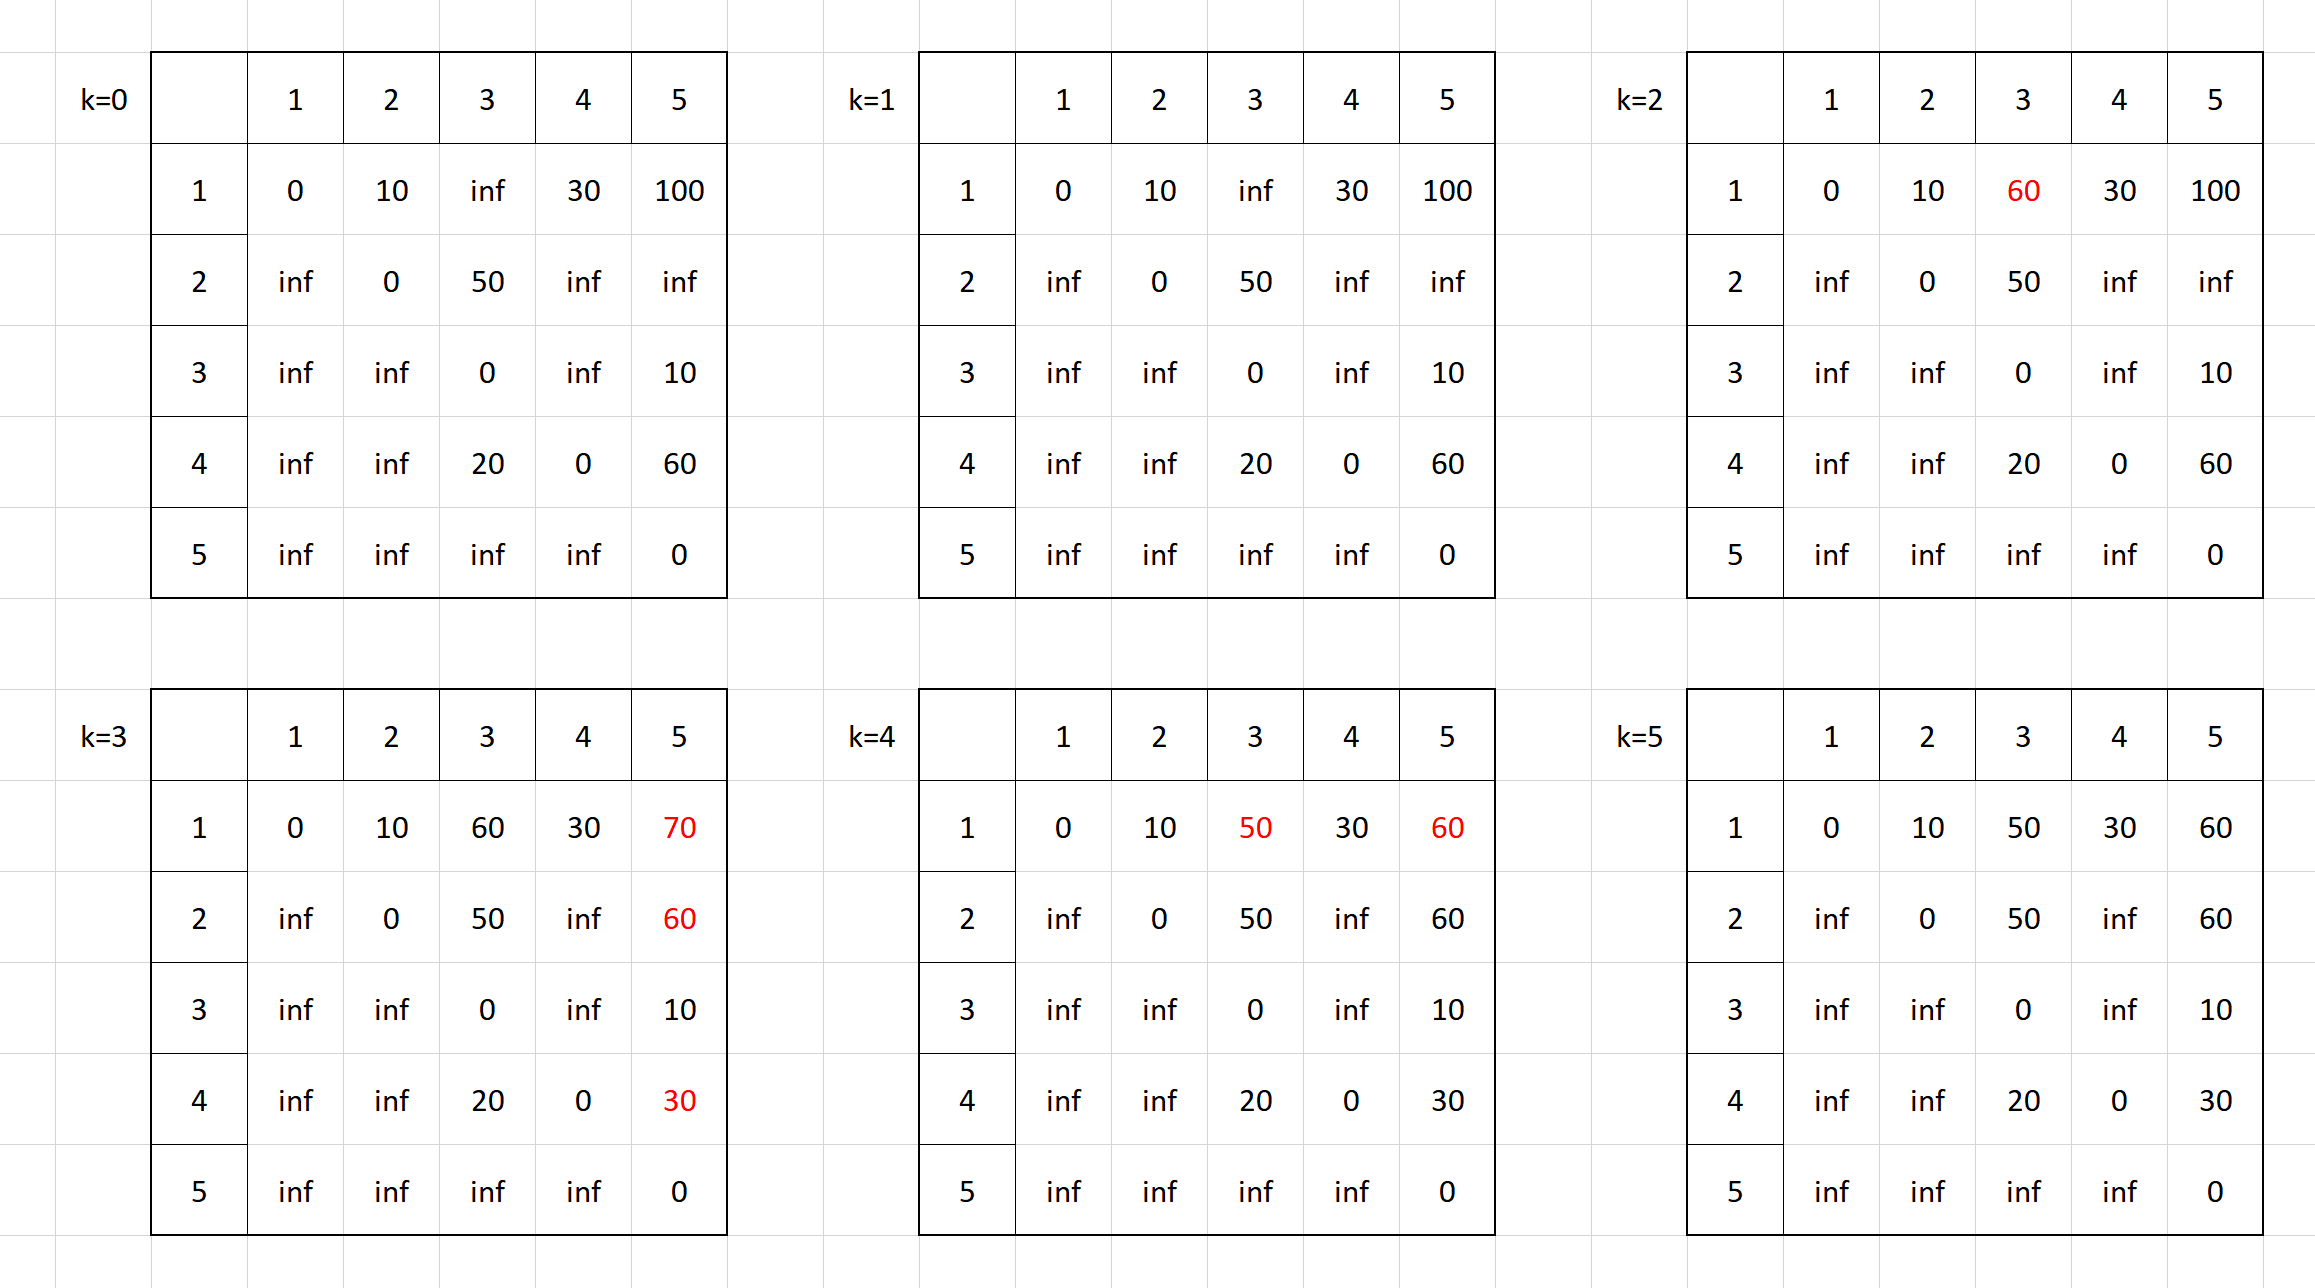 k=0 1 2 3 4 5 k=1 1 2 3 4 5 k=2 1 2 3 4 5
1 0 10 inf 30 100 1 0 10 inf 30 100 1 0 10 60 30 100
2 inf 0 50 inf inf 2 inf 0 50 inf inf 2 inf 0 50 inf inf
3 inf inf 0 inf 10 3 inf inf 0 inf 10 3 inf inf 0 inf 10
4 inf inf 20 0 60 4 inf inf 20 0 60 4 inf inf 20 0 60
5 inf inf inf inf 0 5 inf inf inf inf 0 5 inf inf inf inf 0
k=3 1 2 3 4 5 k=4 1 2 3 4 5 k=5 1 2 3 4 5
1 0 10 60 30 70 1 0 10 50 30 60 1 0 10 50 30 60
2 inf 0 50 inf 60 2 inf 0 50 inf 60 2 inf 0 50 inf 60
3 inf inf 0 inf 10 3 inf inf 0 inf 10 3 inf inf 0 inf 10
4 inf inf 20 0 30 4 inf inf 20 0 30 4 inf inf 20 0 30
5 inf inf inf inf 0 5 inf inf inf inf 0 5 inf inf inf inf 0